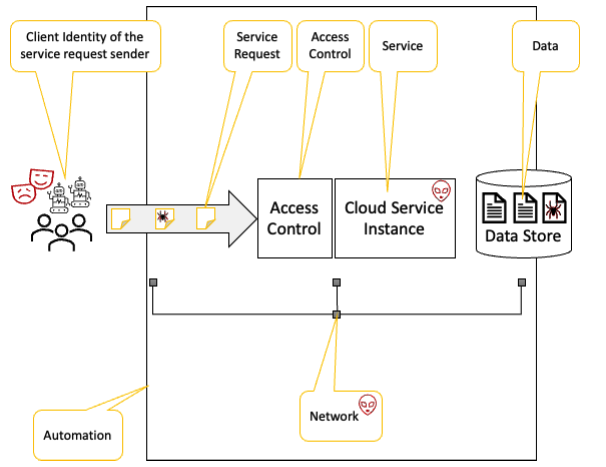 Client Identity of the
service request sender
Service
Request
Access
Control
Service
Data
Access
Control
Cloud Service
Instance
Data Store
Network
Automation